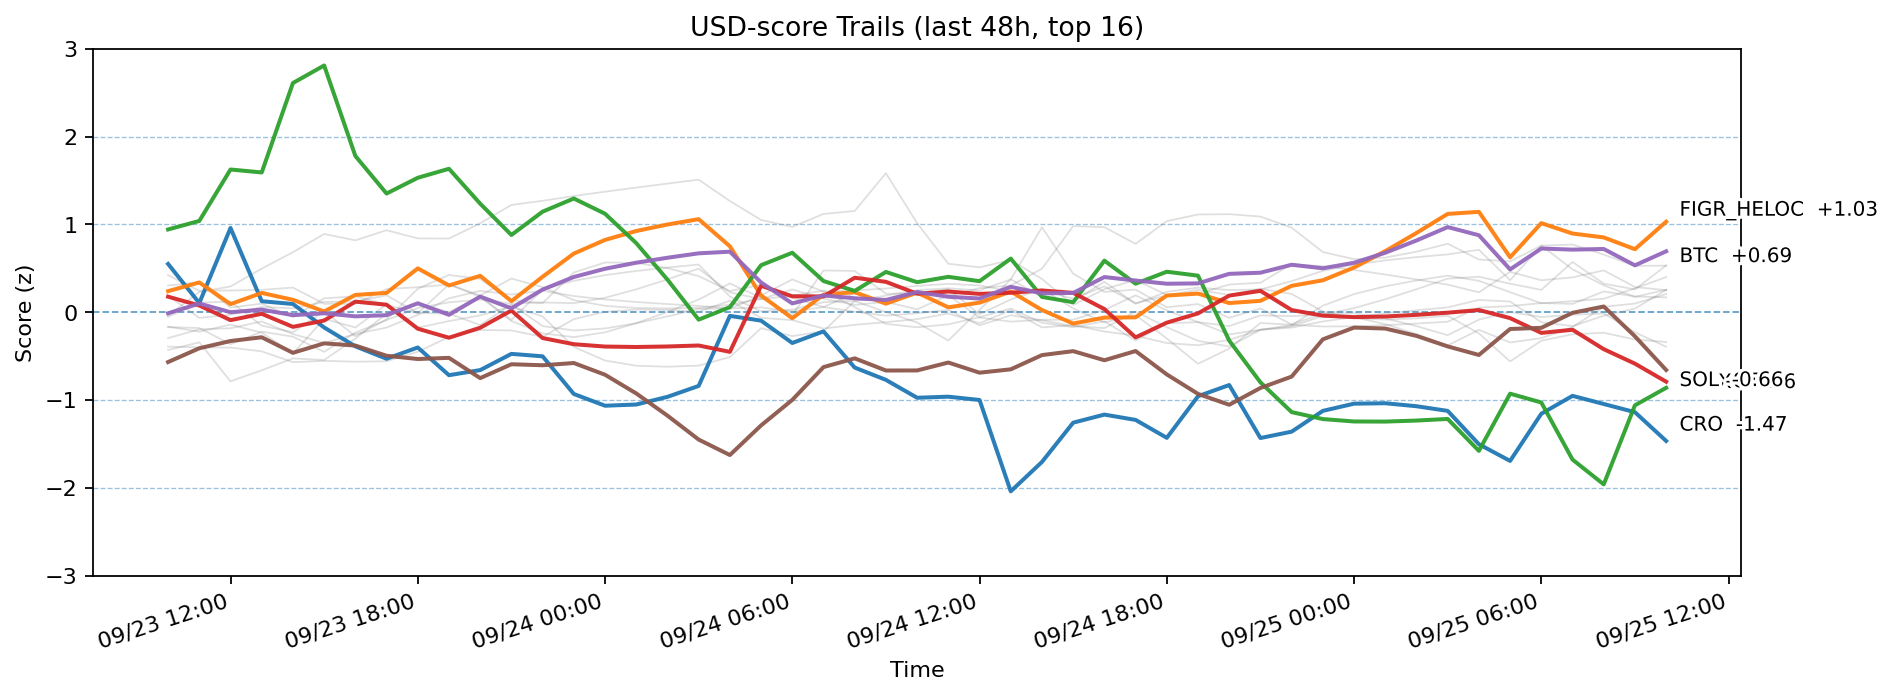 USD-score Trails (last 48h, top 16)
3
2
1
0
−1
−2
−3
Score (z)
FIGR_HELOC +1.03
BTC +0.69
CRO -1.47
09/23 12:00
09/23 18:00
09/24 00:00
09/24 06:00
09/24 12:00
09/24 18:00
09/25 00:00
09/25 06:00
09/25 12:00
Time